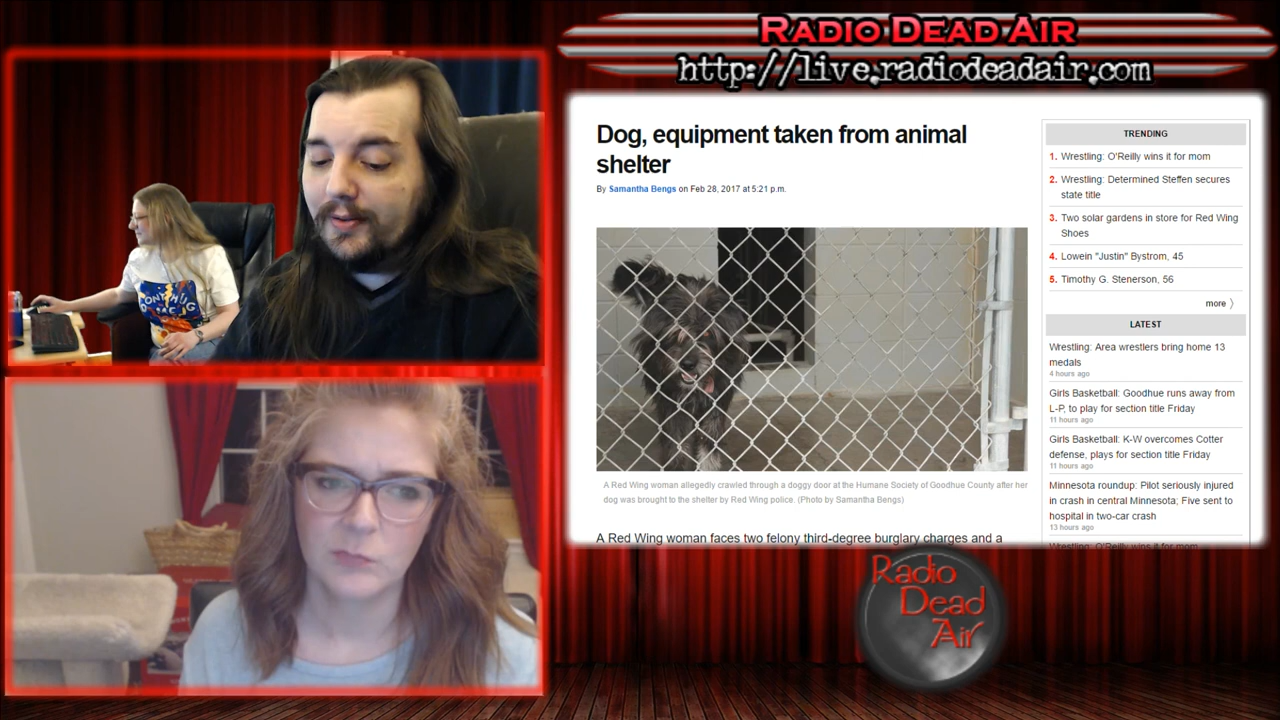 RADIO DEAD AIR
http://live.radiodeadair.com
Dog, equipment taken from animal
shelter
By Samantha Bengs on Feb 28, 2017 at 5:21 p.m.
A Red Wing woman allegedly crawled through a doggy door at the Humane Society of Goodhue County after her
dog was brought to the shelter by Red Wing police. (Photo by Samantha Bengs)
A Red Wing woman faces two felony third-degree burglary charges and a
TRENDING
1. Wrestling: O'Reilly wins it for mom
2. Wrestling: Determined Steffen secures
state title
3. Two solar gardens in store for Red Wing
Shoes
4. Lowein "Justin" Bystrom, 45
5. Timothy G. Stenerson, 56
more
LATEST
Wrestling: Area wrestlers bring home 13
medals
4 hours ago
Girls Basketball: Goodhue runs away from
L-P, to play for section title Friday
11 hours ago
Girls Basketball: K-W overcomes Cotter
defense, plays for section title Friday
11 hours ago
Minnesota roundup: Pilot seriously injured
in crash in central Minnesota; Five sent to
hospital in two-car crash
13 hours ago
Wrestling: O'Reilly wins it for mom
HUG
ME
Radio
Dead
Air